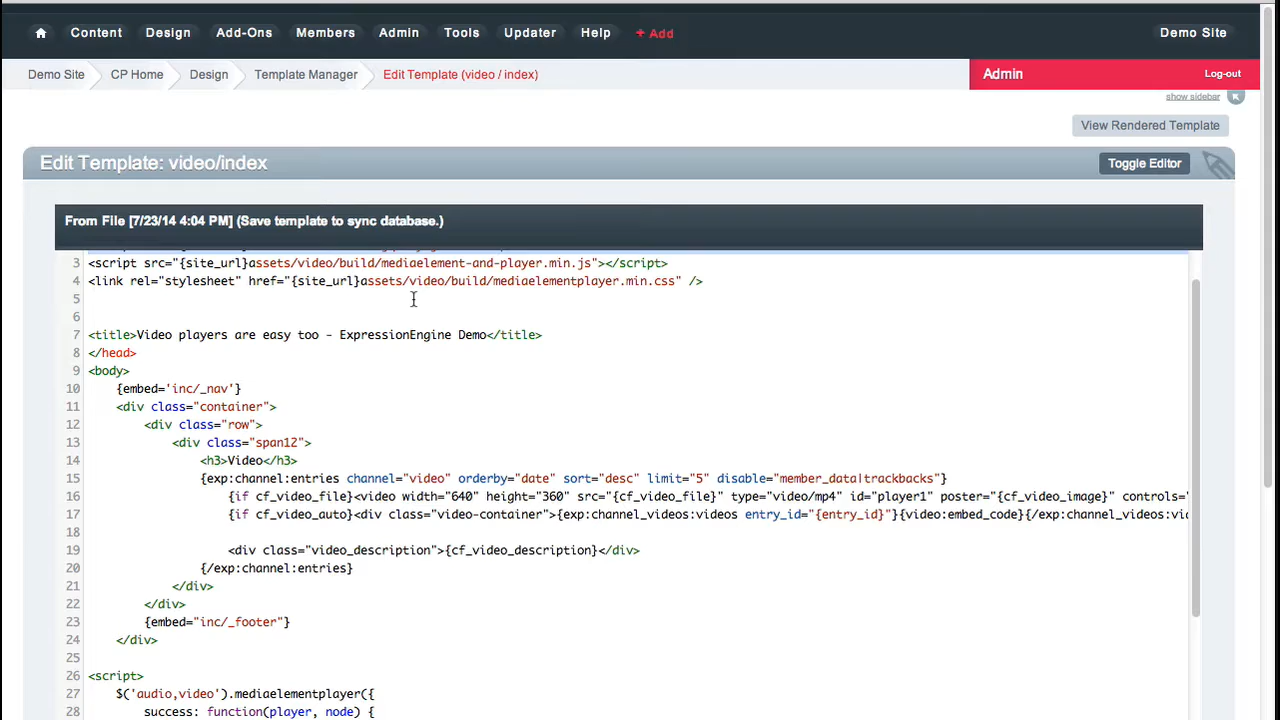 Content Design Add-Ons Members Admin Tools Updater Help + Add Demo Site
Demo Site CP Home Design Template Manager Edit Template (video / index) Admin Log-out
show sidebar
View Rendered Template
Edit Template: video/index Toggle Editor
From File [7/23/14 4:04 PM] (Save template to sync database.)
3 <script src="{site_url}assets/video/build/mediaelement-and-player.min.js"></script>
4 <link rel="stylesheet" href="{site_url}assets/video/build/mediaelementplayer.min.css" />
5
6
7 <title>Video players are easy too - ExpressionEngine Demo</title>
8 </head>
9 <body>
10 {embed='inc/_nav'}
11 <div class="container">
12 <div class="row">
13 <div class="span12">
14 <h3>Video</h3>
15 {exp:channel:entries channel="video" orderby="date" sort="desc" limit="5" disable="member_data|trackbacks"}
16 {if cf_video_file}<video width="640" height="360" src="{cf_video_file}" type="video/mp4" id="player1" poster="{cf_video_image}" controls="
17 {if cf_video_auto}<div class="video-container">{exp:channel_videos:videos entry_id="{entry_id}"}{video:embed_code}{/exp:channel_videos:vid
18
19 <div class="video_description">{cf_video_description}</div>
20 {/exp:channel:entries}
21 </div>
22 </div>
23 {embed="inc/_footer"}
24 </div>
25
26 <script>
27 $('audio,video').mediaelementplayer({
28 success: function(player, node) {